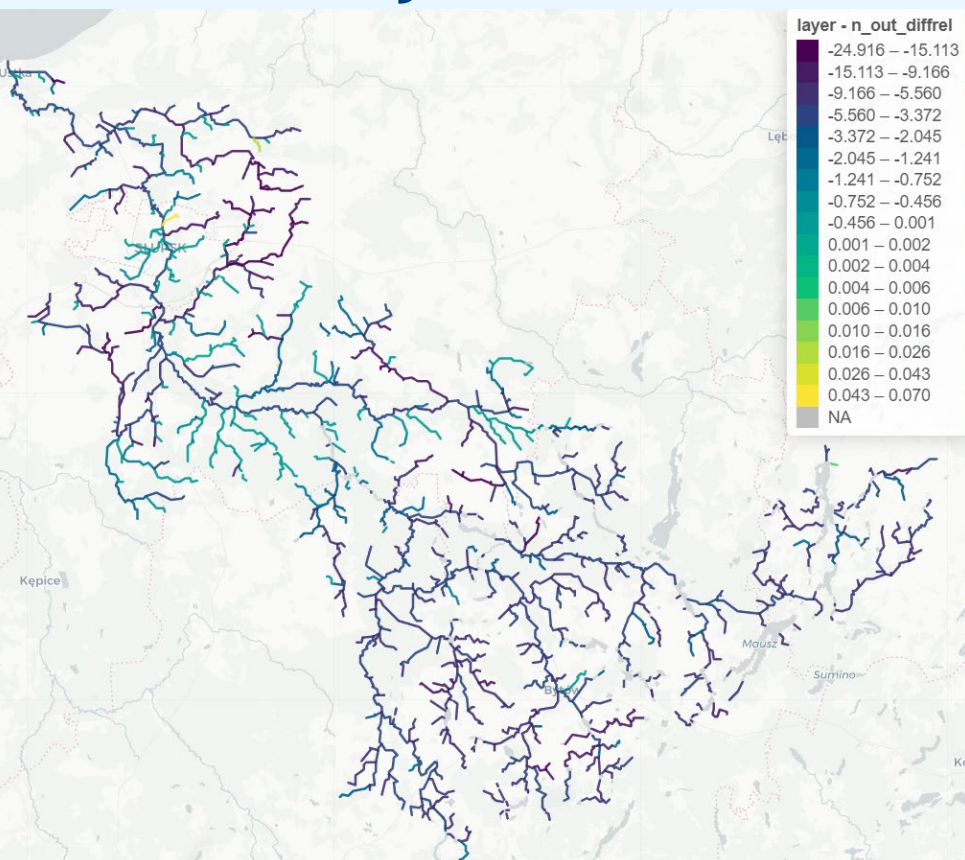 layer - n_out_diffrel
-24.916 – -15.113
-15.113 – -9.166
-9.166 – -5.560
-5.560 – -3.372
-3.372 – -2.045
-2.045 – -1.241
-1.241 – -0.752
-0.752 – -0.456
-0.456 – 0.001
0.001 – 0.002
0.002 – 0.004
0.004 – 0.006
0.006 – 0.010
0.010 – 0.016
0.016 – 0.026
0.026 – 0.043
0.043 – 0.070
NA
Ustka
Lębo
SŁUPSK
Kępice
Mausz
Sumino
Bytów